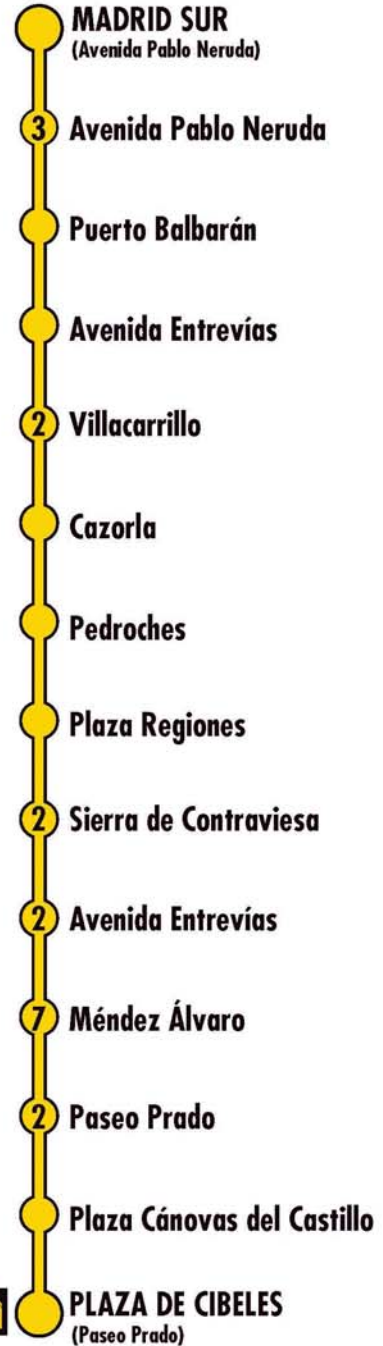 MADRID SUR
(Avenida Pablo Neruda)
3 Avenida Pablo Neruda
Puerto Balbarán
Avenida Entrevías
2 Villacarrillo
Cazorla
Pedroches
Plaza Regiones
2 Sierra de Contraviesa
2 Avenida Entrevías
7 Méndez Álvaro
2 Paseo Prado
Plaza Cánovas del Castillo
PLAZA DE CIBELES
(Paseo Prado)